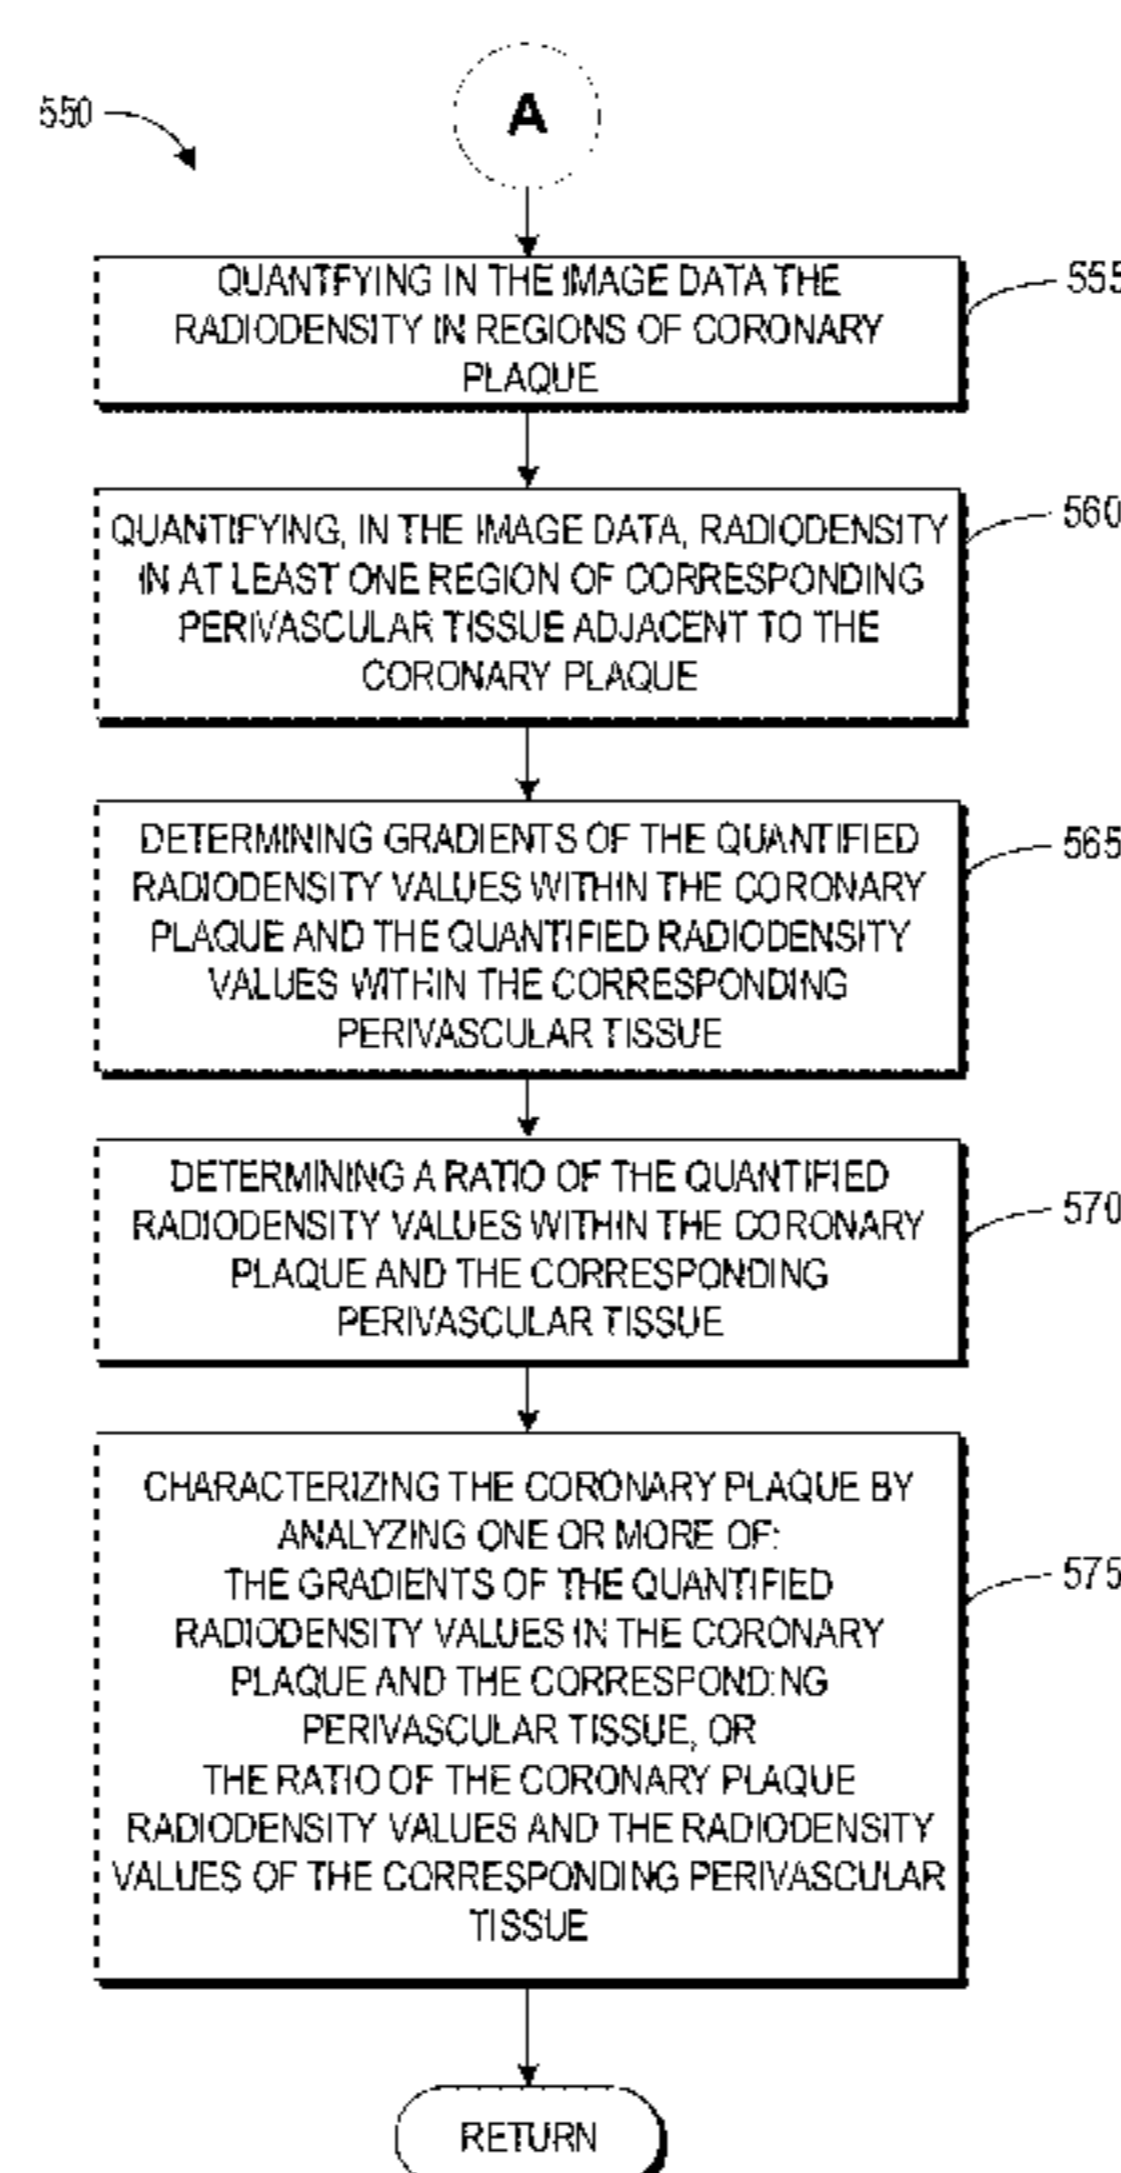 550
A
QUANTFYING IN THE IMAGE DATA THE
RADIODENSITY IN REGIONS OF CORONARY
PLAQUE
555
QUANTIFYING, IN THE IMAGE DATA, RADIODENSITY
IN AT LEAST ONE REGION OF CORRESPONDING
PERIVASCULAR TISSUE ADJACENT TO THE
CORONARY PLAQUE
560
DETERMINING GRADIENTS OF THE QUANTIFIED
RADIODENSITY VALUES WITHIN THE CORONARY
PLAQUE AND THE QUANTIFIED RADIODENSITY
VALUES WITHIN THE CORRESPONDING
PERIVASCULAR TISSUE
565
DETERMINING A RATIO OF THE QUANTIFIED
RADIODENSITY VALUES WITHIN THE CORONARY
PLAQUE AND THE CORRESPONDING
PERIVASCULAR TISSUE
570
CHARACTERIZING THE CORONARY PLAQUE BY
ANALYZING ONE OR MORE OF:
THE GRADIENTS OF THE QUANTIFIED
RADIODENSITY VALUES IN THE CORONARY
PLAQUE AND THE CORRESPONDING
PERIVASCULAR TISSUE, OR
THE RATIO OF THE CORONARY PLAQUE
RADIODENSITY VALUES AND THE RADIODENSITY
VALUES OF THE CORRESPONDING PERIVASCULAR
TISSUE
575
RETURN